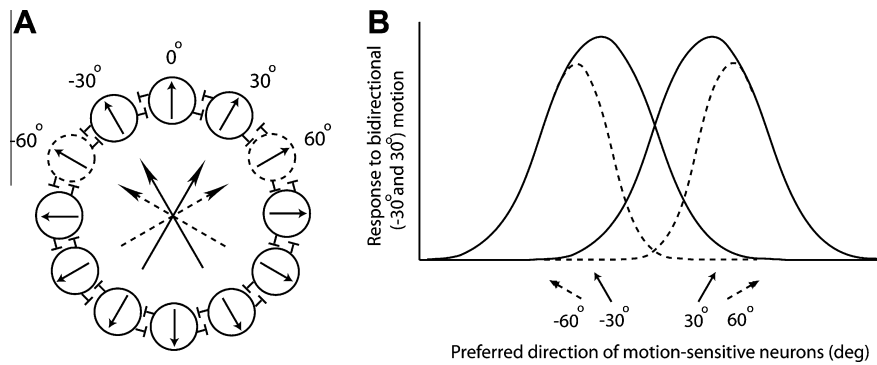 A
0°
-30°
30°
-60°
60°
B
Response to bidirectional
(-30°and 30°) motion
-60° -30° 30° 60°
Preferred direction of motion-sensitive neurons (deg)